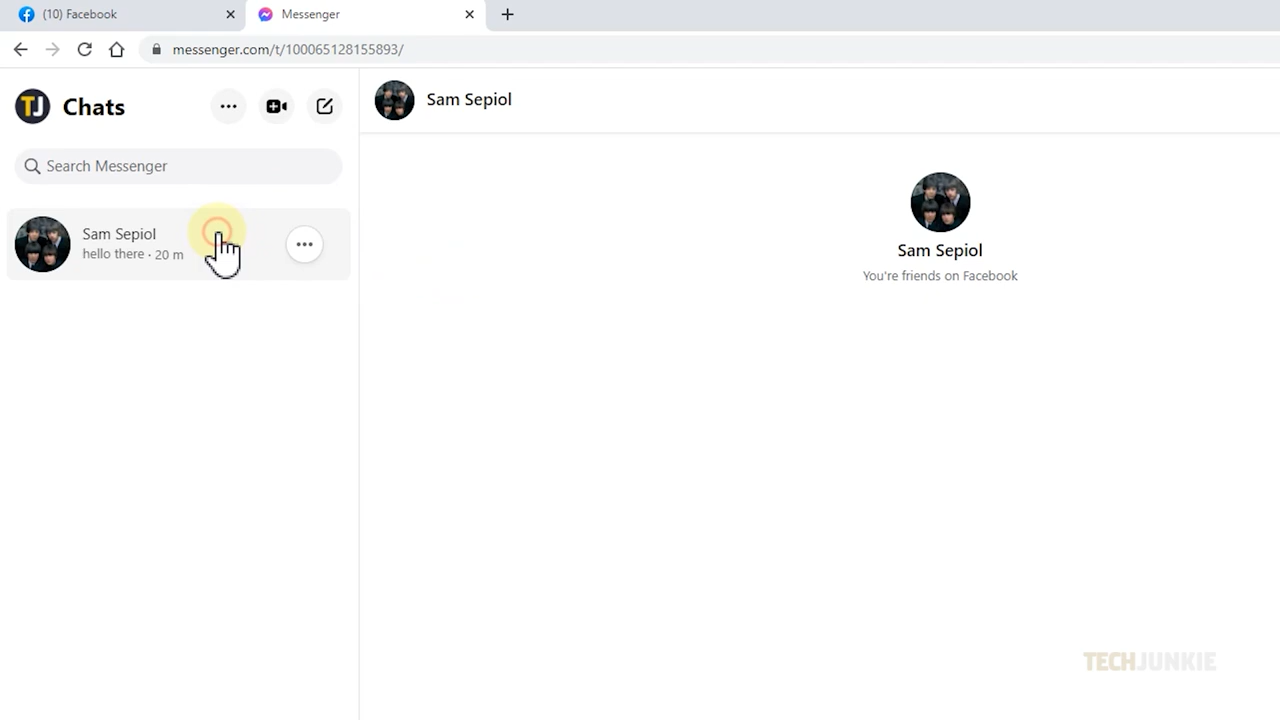 (10) Facebook
Messenger
messenger.com/t/100065128155893/
TJ
Chats
Search Messenger
Sam Sepiol
hello there · 20 m
Sam Sepiol
Sam Sepiol
You're friends on Facebook
TECHJUNKIE